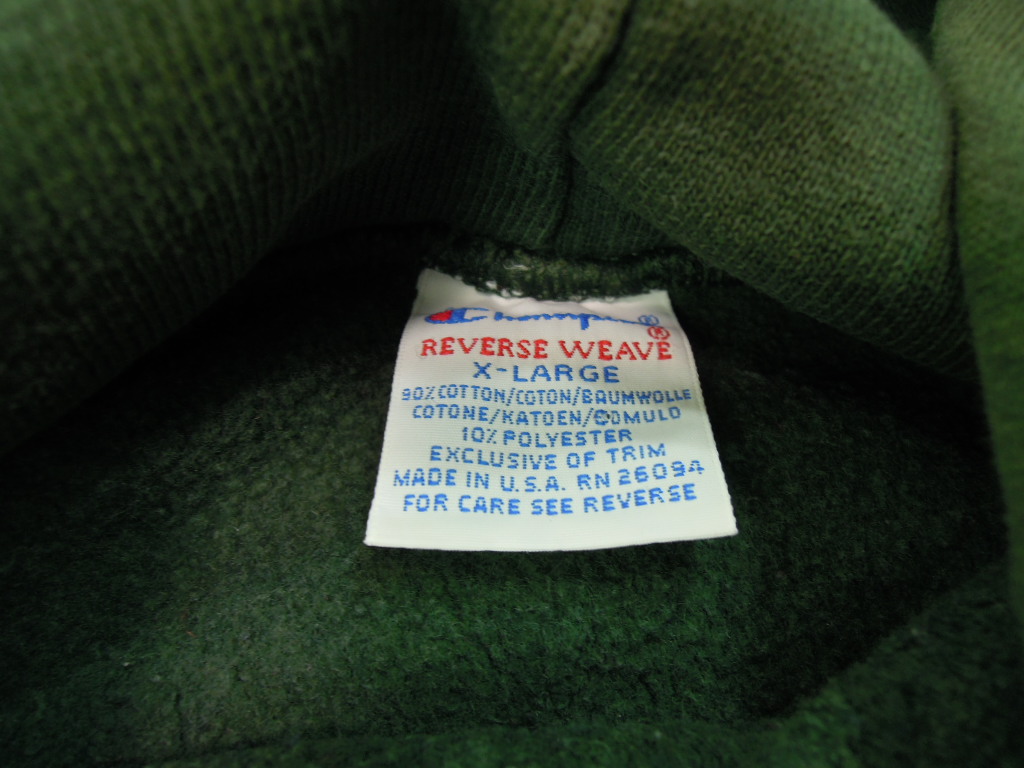 Champion®
REVERSE WEAVE®
X-LARGE
90% COTTON/COTON/BAUMWOLLE
COTONE/KATOEN/COMULO
10% POLYESTER
EXCLUSIVE OF TRIM
MADE IN U.S.A. RN 26094
FOR CARE SEE REVERSE